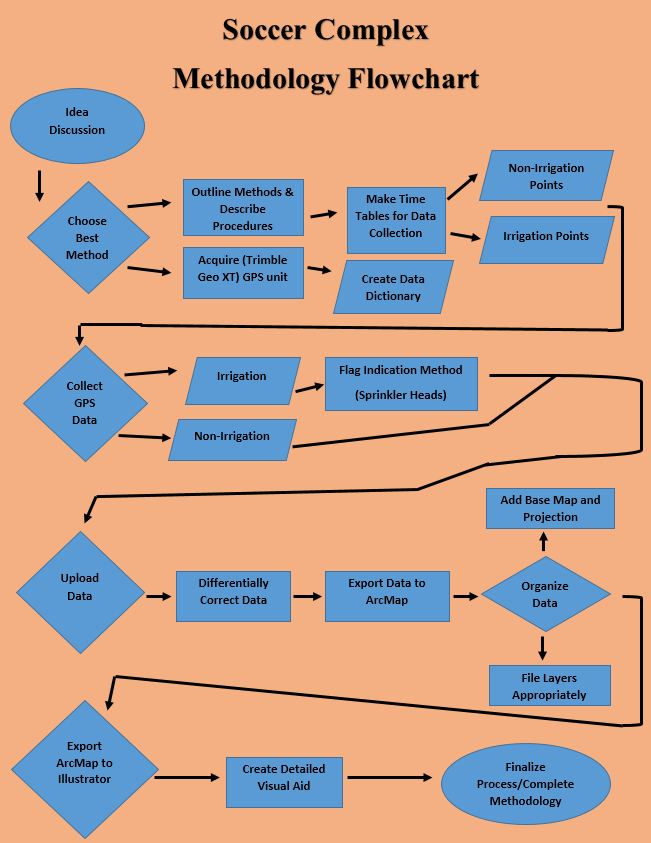 Soccer Complex
Methodology Flowchart
Idea
Discussion
Choose
Best
Method
Outline Methods &
Describe
Procedures
Make Time
Tables for Data
Collection
Non-Irrigation
Points
Irrigation Points
Acquire (Trimble
Geo XT) GPS unit
Create Data
Dictionary
Collect
GPS
Data
Irrigation
Flag Indication Method
(Sprinkler Heads)
Non-Irrigation
Upload
Data
Differentially
Correct Data
Export Data to
ArcMap
Organize
Data
Add Base Map and
Projection
File Layers
Appropriately
Export
ArcMap to
Illustrator
Create Detailed
Visual Aid
Finalize
Process/Complete
Methodology